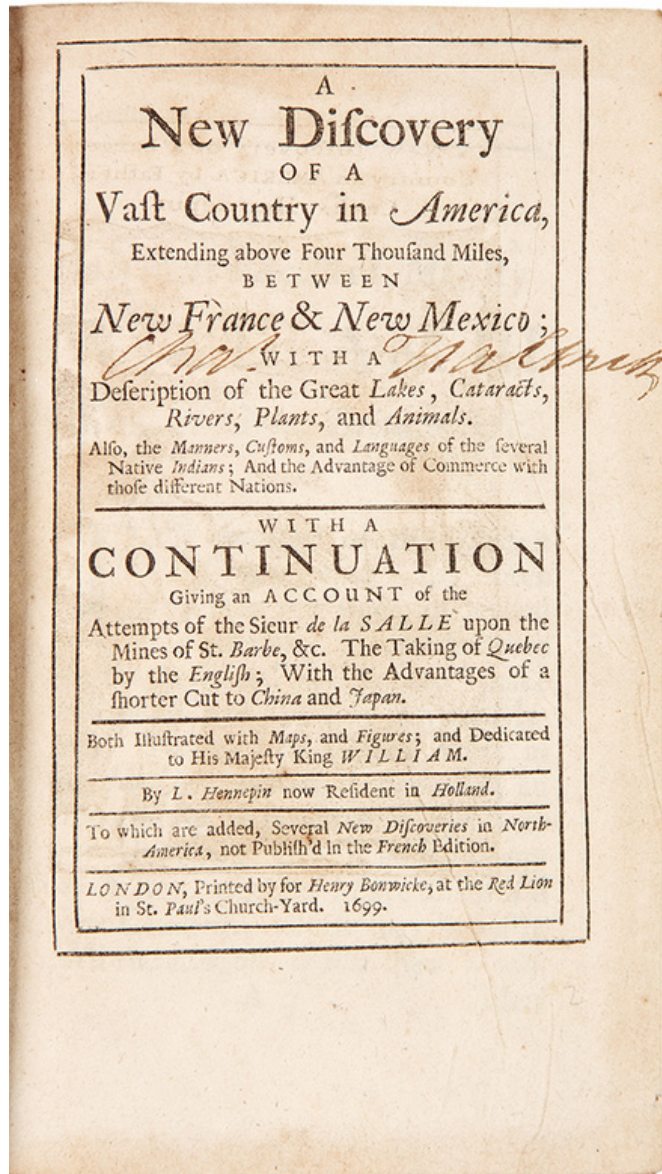 A
New Diſcovery
OF A
Vaſt Country in America,
Extending above Four Thouſand Miles,
BETWEEN
New France & New Mexico;
WITH A
Deſeription of the Great Lakes, Cataracts,
Rivers, Plants, and Animals.
Alſo, the Manners, Cuſtoms, and Languages of the ſeveral
Native Indians; And the Advantage of Commerce with
thoſe different Nations.
WITH A
CONTINUATION
Giving an ACCOUNT of the
Attempts of the Sieur de la SALLE upon the
Mines of St. Barbe, &c. The Taking of Quebec
by the Engliſh; With the Advantages of a
ſhorter Cut to China and Japan.
Both Illuſtrated with Maps, and Figures; and Dedicated
to His Majeſty King WILLIAM.
By L. Hennepin now Reſident in Holland.
To which are added, Several New Diſcoveries in North-
America, not Publiſh'd in the French Edition.
LONDON, Printed by for Henry Bonwicke, at the Red Lion
in St. Paul's Church-Yard. 1699.